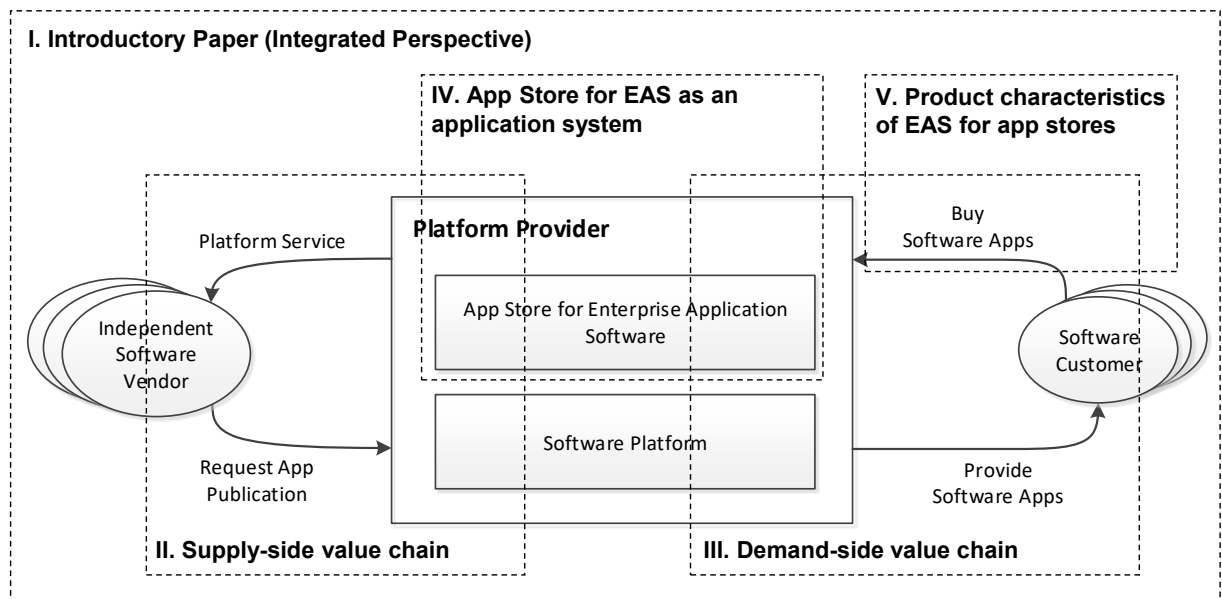 I. Introductory Paper (Integrated Perspective)
IV. App Store for EAS as an
application system
V. Product characteristics
of EAS for app stores
Platform Service
Platform Provider
Buy
Software Apps
App Store for Enterprise Application
Software
Independent
Software
Vendor
Software
Customer
Software Platform
Request App
Publication
Provide
Software Apps
II. Supply-side value chain
III. Demand-side value chain